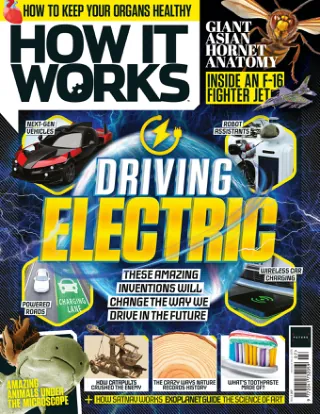 HOW TO KEEP YOUR ORGANS HEALTHY
HOW IT
WORKS
GIANT
ASIAN
HORNET
ANATOMY
INSIDE AN F-16
FIGHTER JET
NEXT-GEN
VEHICLES
ROBOT
ASSISTANTS
DRIVING
ELECTRIC
THESE AMAZING
INVENTIONS WILL
CHANGE THE WAY WE
DRIVE IN THE FUTURE
WIRELESS CAR
CHARGING
CHARGING
LANE
POWERED
ROADS
FUTURE
AMAZING
ANIMALS UNDER
THE MICROSCOPE
HOW CATAPULTS
CRUSHED THE ENEMY
THE CRAZY WAYS NATURE
RECORDS HISTORY
WHAT'S TOOTHPASTE
MADE OF?
+ HOW SATNAV WORKS EXOPLANET GUIDE THE SCIENCE OF ART